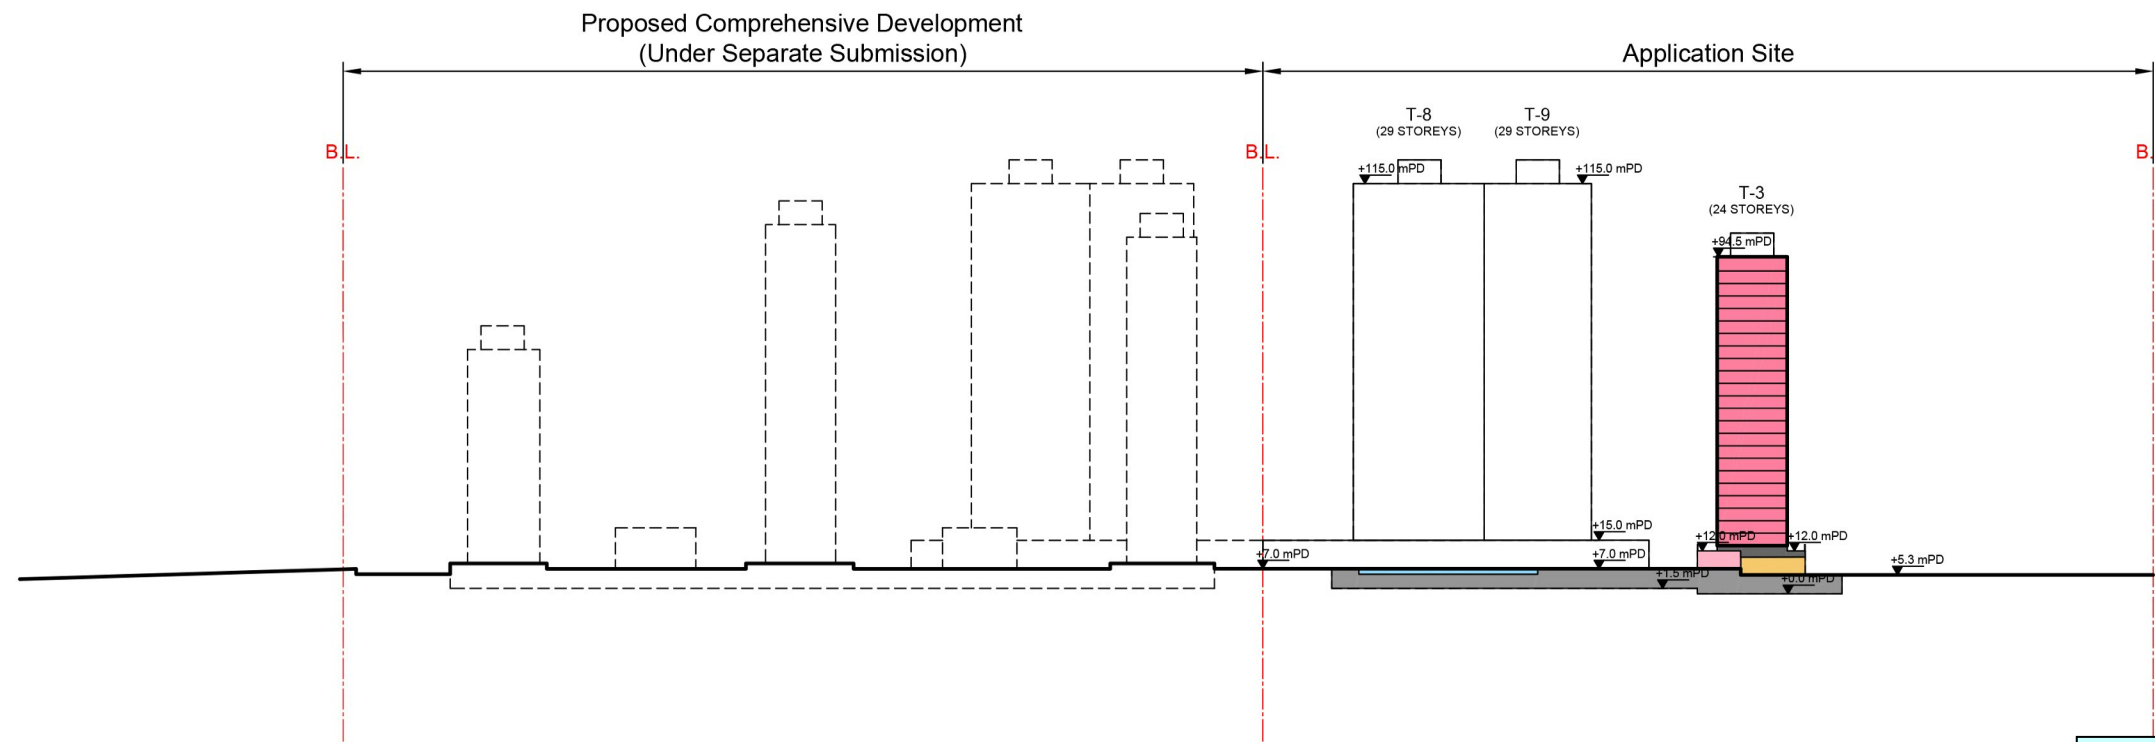 Proposed Comprehensive Development
(Under Separate Submission)
Application Site
T-8
(29 STOREYS)
T-9
(29 STOREYS)
B.L.
B.L.
B.
+115.0 mPD
+115.0 mPD
T-3
(24 STOREYS)
+94.5 mPD
+15.0 mPD
+12.0 mPD
+12.0 mPD
+7.0 mPD
+7.0 mPD
+5.3 mPD
+1.5 mPD
+0.0 mPD